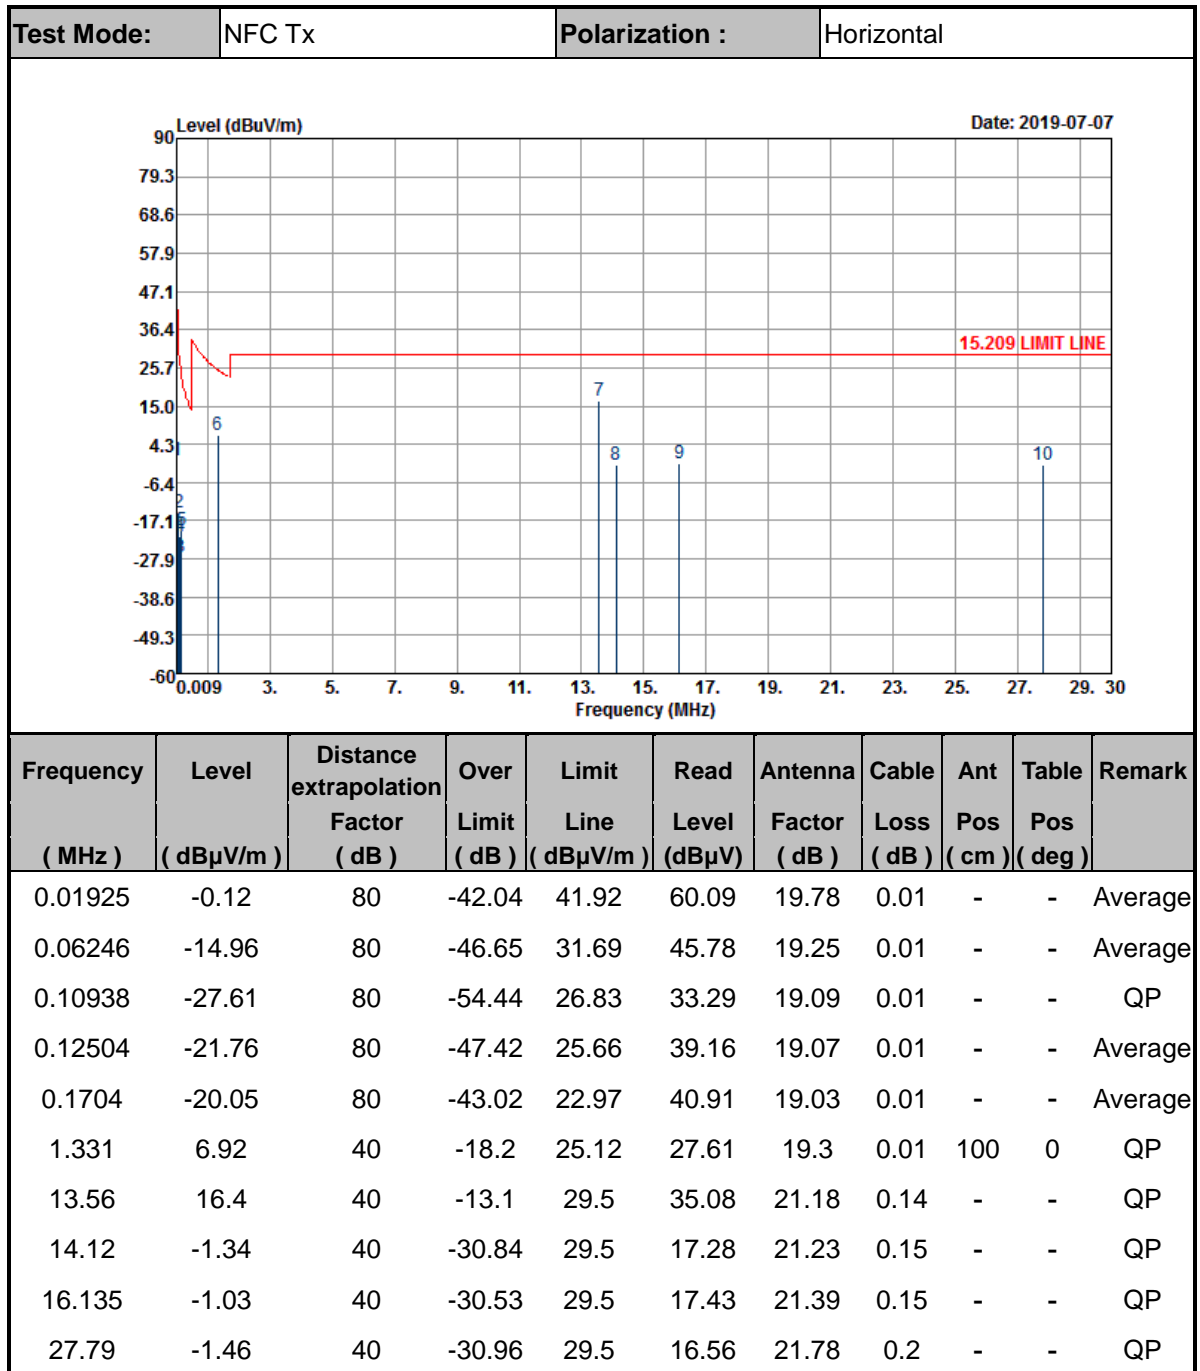 Test Mode: NFC Tx Polarization : Horizontal
Level (dBuV/m) Date: 2019-07-07
90
79.3
68.6
57.9
47.1
36.4
15.209 LIMIT LINE
25.7
7
15.0
6
4.3
1 8 9 10
-6.4
2
-17.1
5
-27.9
-38.6
-49.3
-60
0.009 3. 5. 7. 9. 11. 13. 15. 17. 19. 21. 23. 25. 27. 29. 30
Frequency (MHz)
Frequency Level Distance extrapolation Over Limit Read Antenna Cable Ant Table Remark
Factor Limit Line Level Factor Loss Pos Pos
( MHz ) ( dBµV/m ) ( dB ) ( dB ) ( dBµV/m ) (dBµV) ( dB ) ( dB ) ( cm ) ( deg )
0.01925 -0.12 80 -42.04 41.92 60.09 19.78 0.01 - - Average
0.06246 -14.96 80 -46.65 31.69 45.78 19.25 0.01 - - Average
0.10938 -27.61 80 -54.44 26.83 33.29 19.09 0.01 - - QP
0.12504 -21.76 80 -47.42 25.66 39.16 19.07 0.01 - - Average
0.1704 -20.05 80 -43.02 22.97 40.91 19.03 0.01 - - Average
1.331 6.92 40 -18.2 25.12 27.61 19.3 0.01 100 0 QP
13.56 16.4 40 -13.1 29.5 35.08 21.18 0.14 - - QP
14.12 -1.34 40 -30.84 29.5 17.28 21.23 0.15 - - QP
16.135 -1.03 40 -30.53 29.5 17.43 21.39 0.15 - - QP
27.79 -1.46 40 -30.96 29.5 16.56 21.78 0.2 - - QP